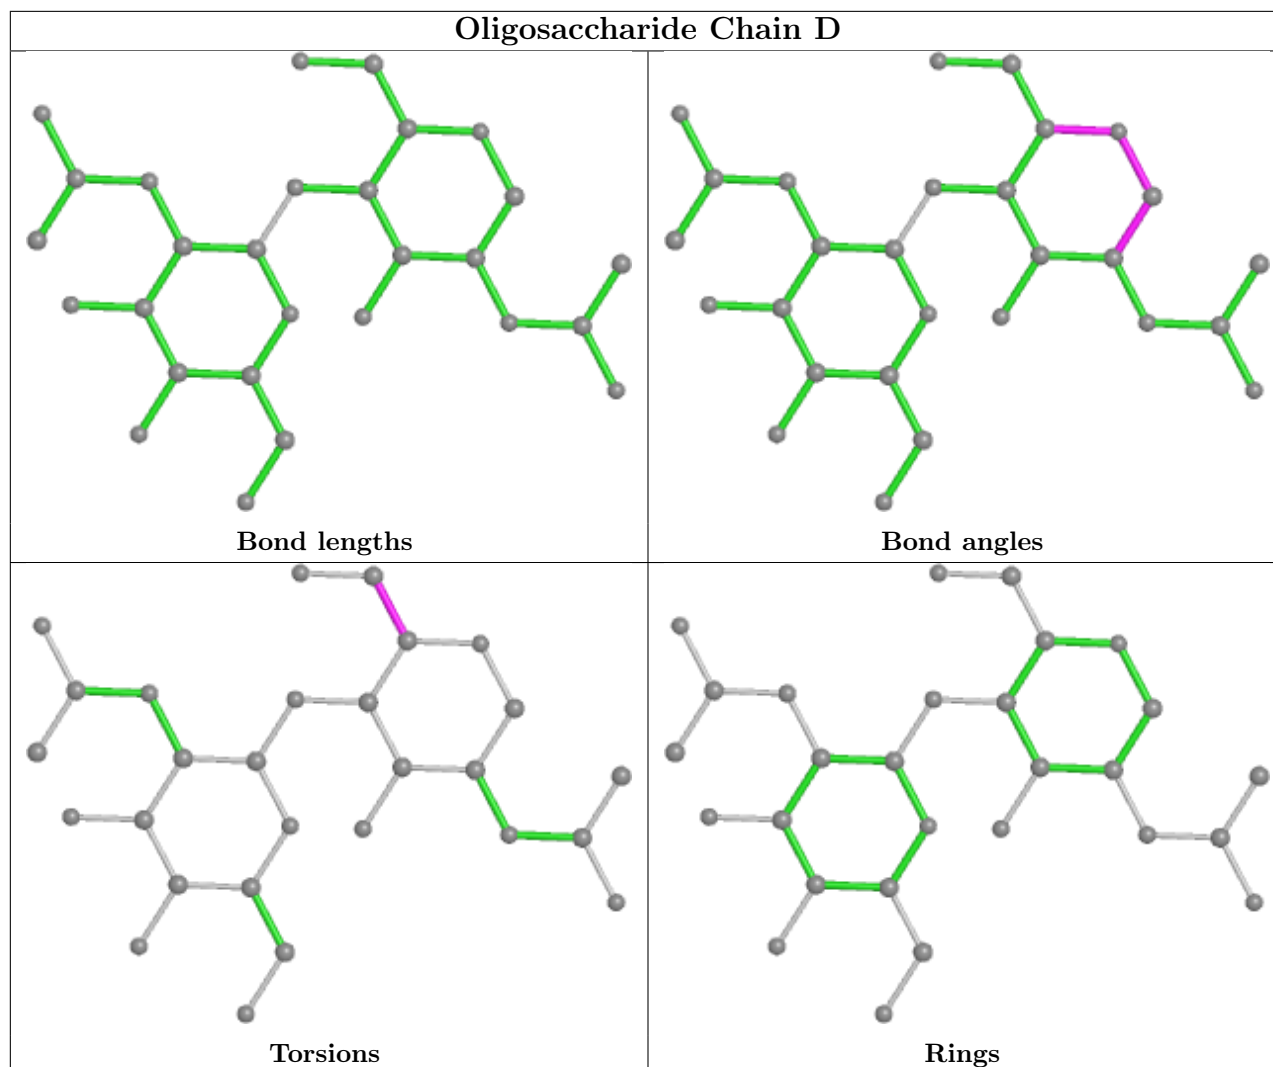 Oligosaccharide Chain D
Bond lengths
Bond angles
Torsions
Rings